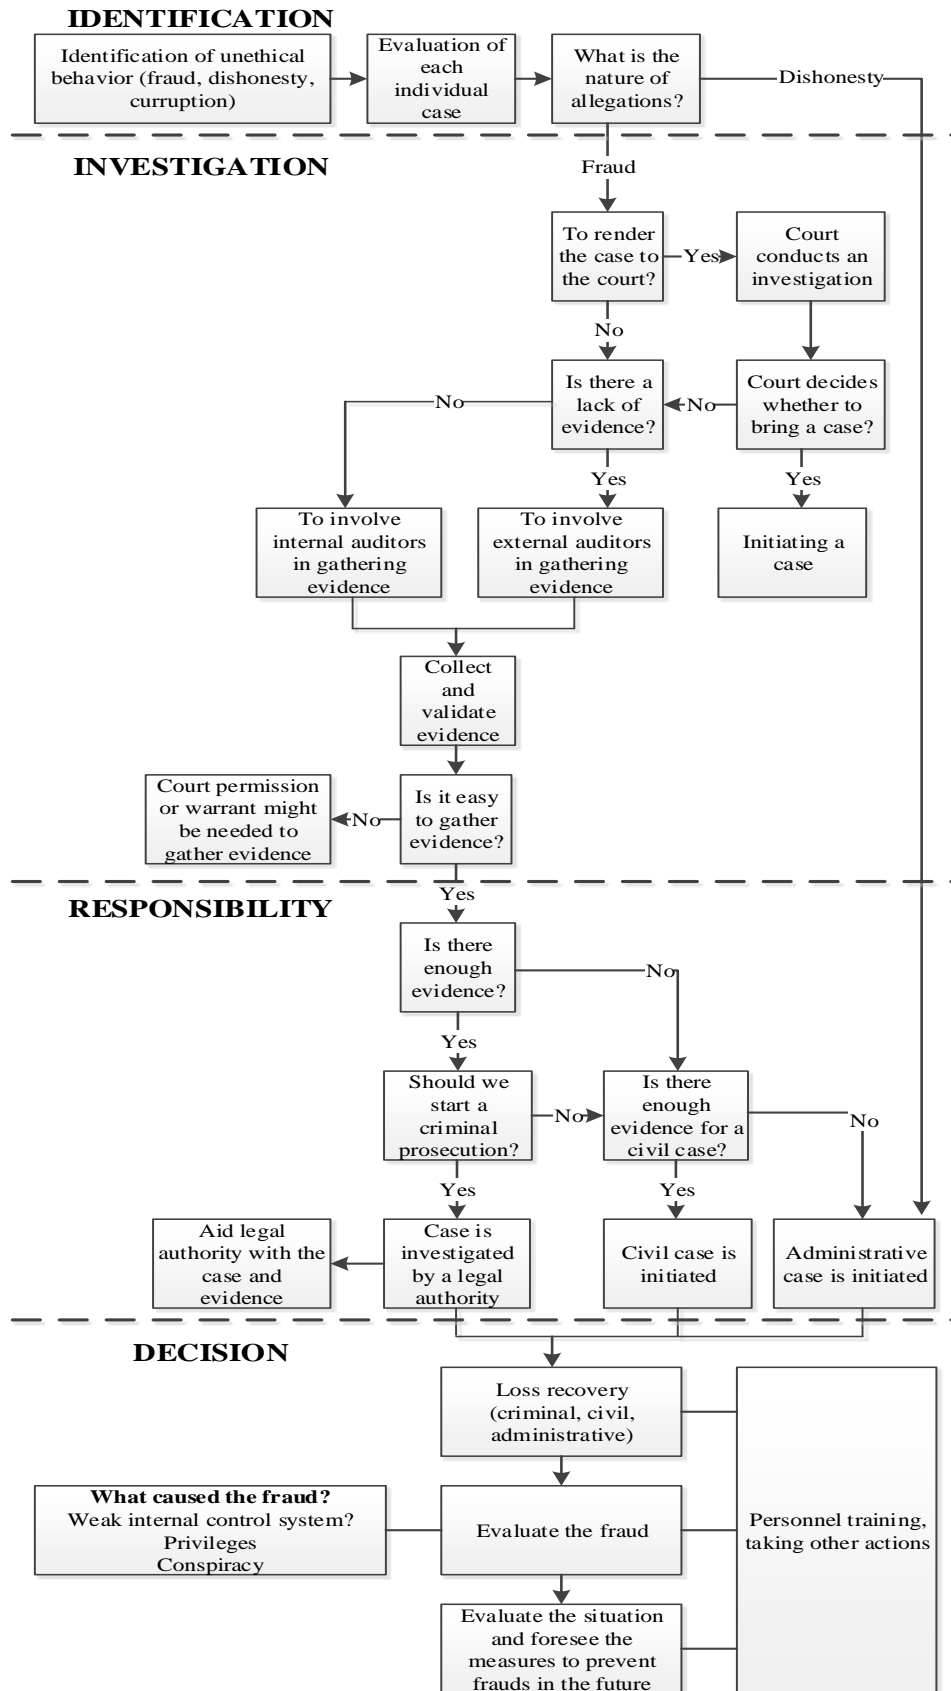 IDENTIFICATION
Identification of unethical
behavior (fraud, dishonesty,
curruption)
Evaluation of
each
individual
case
What is the
nature of
allegations?
Dishonesty
INVESTIGATION
Fraud
To render
the case to
the court?
Yes
Court
conducts an
investigation
No
Is there a
lack of
evidence?
No
No
Court decides
whether to
bring a case?
Yes
Yes
To involve
internal auditors
in gathering
evidence
To involve
external auditors
in gathering
evidence
Initiating a
case
Collect
and
validate
evidence
Court permission
or warrant might
be needed to
gather evidence
No
Is it easy
to gather
evidence?
Yes
RESPONSIBILITY
Is there
enough
evidence?
No
Yes
Should we
start a
criminal
prosecution?
No
Is there
enough
evidence for a
civil case?
No
Yes
Yes
Aid legal
authority with the
case and
evidence
Case is
investigated
by a legal
authority
Civil case is
initiated
Administrative
case is initiated
DECISION
Loss recovery
(criminal, civil,
administrative)
What caused the fraud?
Weak internal control system?
Privileges
Conspiracy
Evaluate the fraud
Personnel training,
taking other actions
Evaluate the situation
and foresee the
measures to prevent
frauds in the future